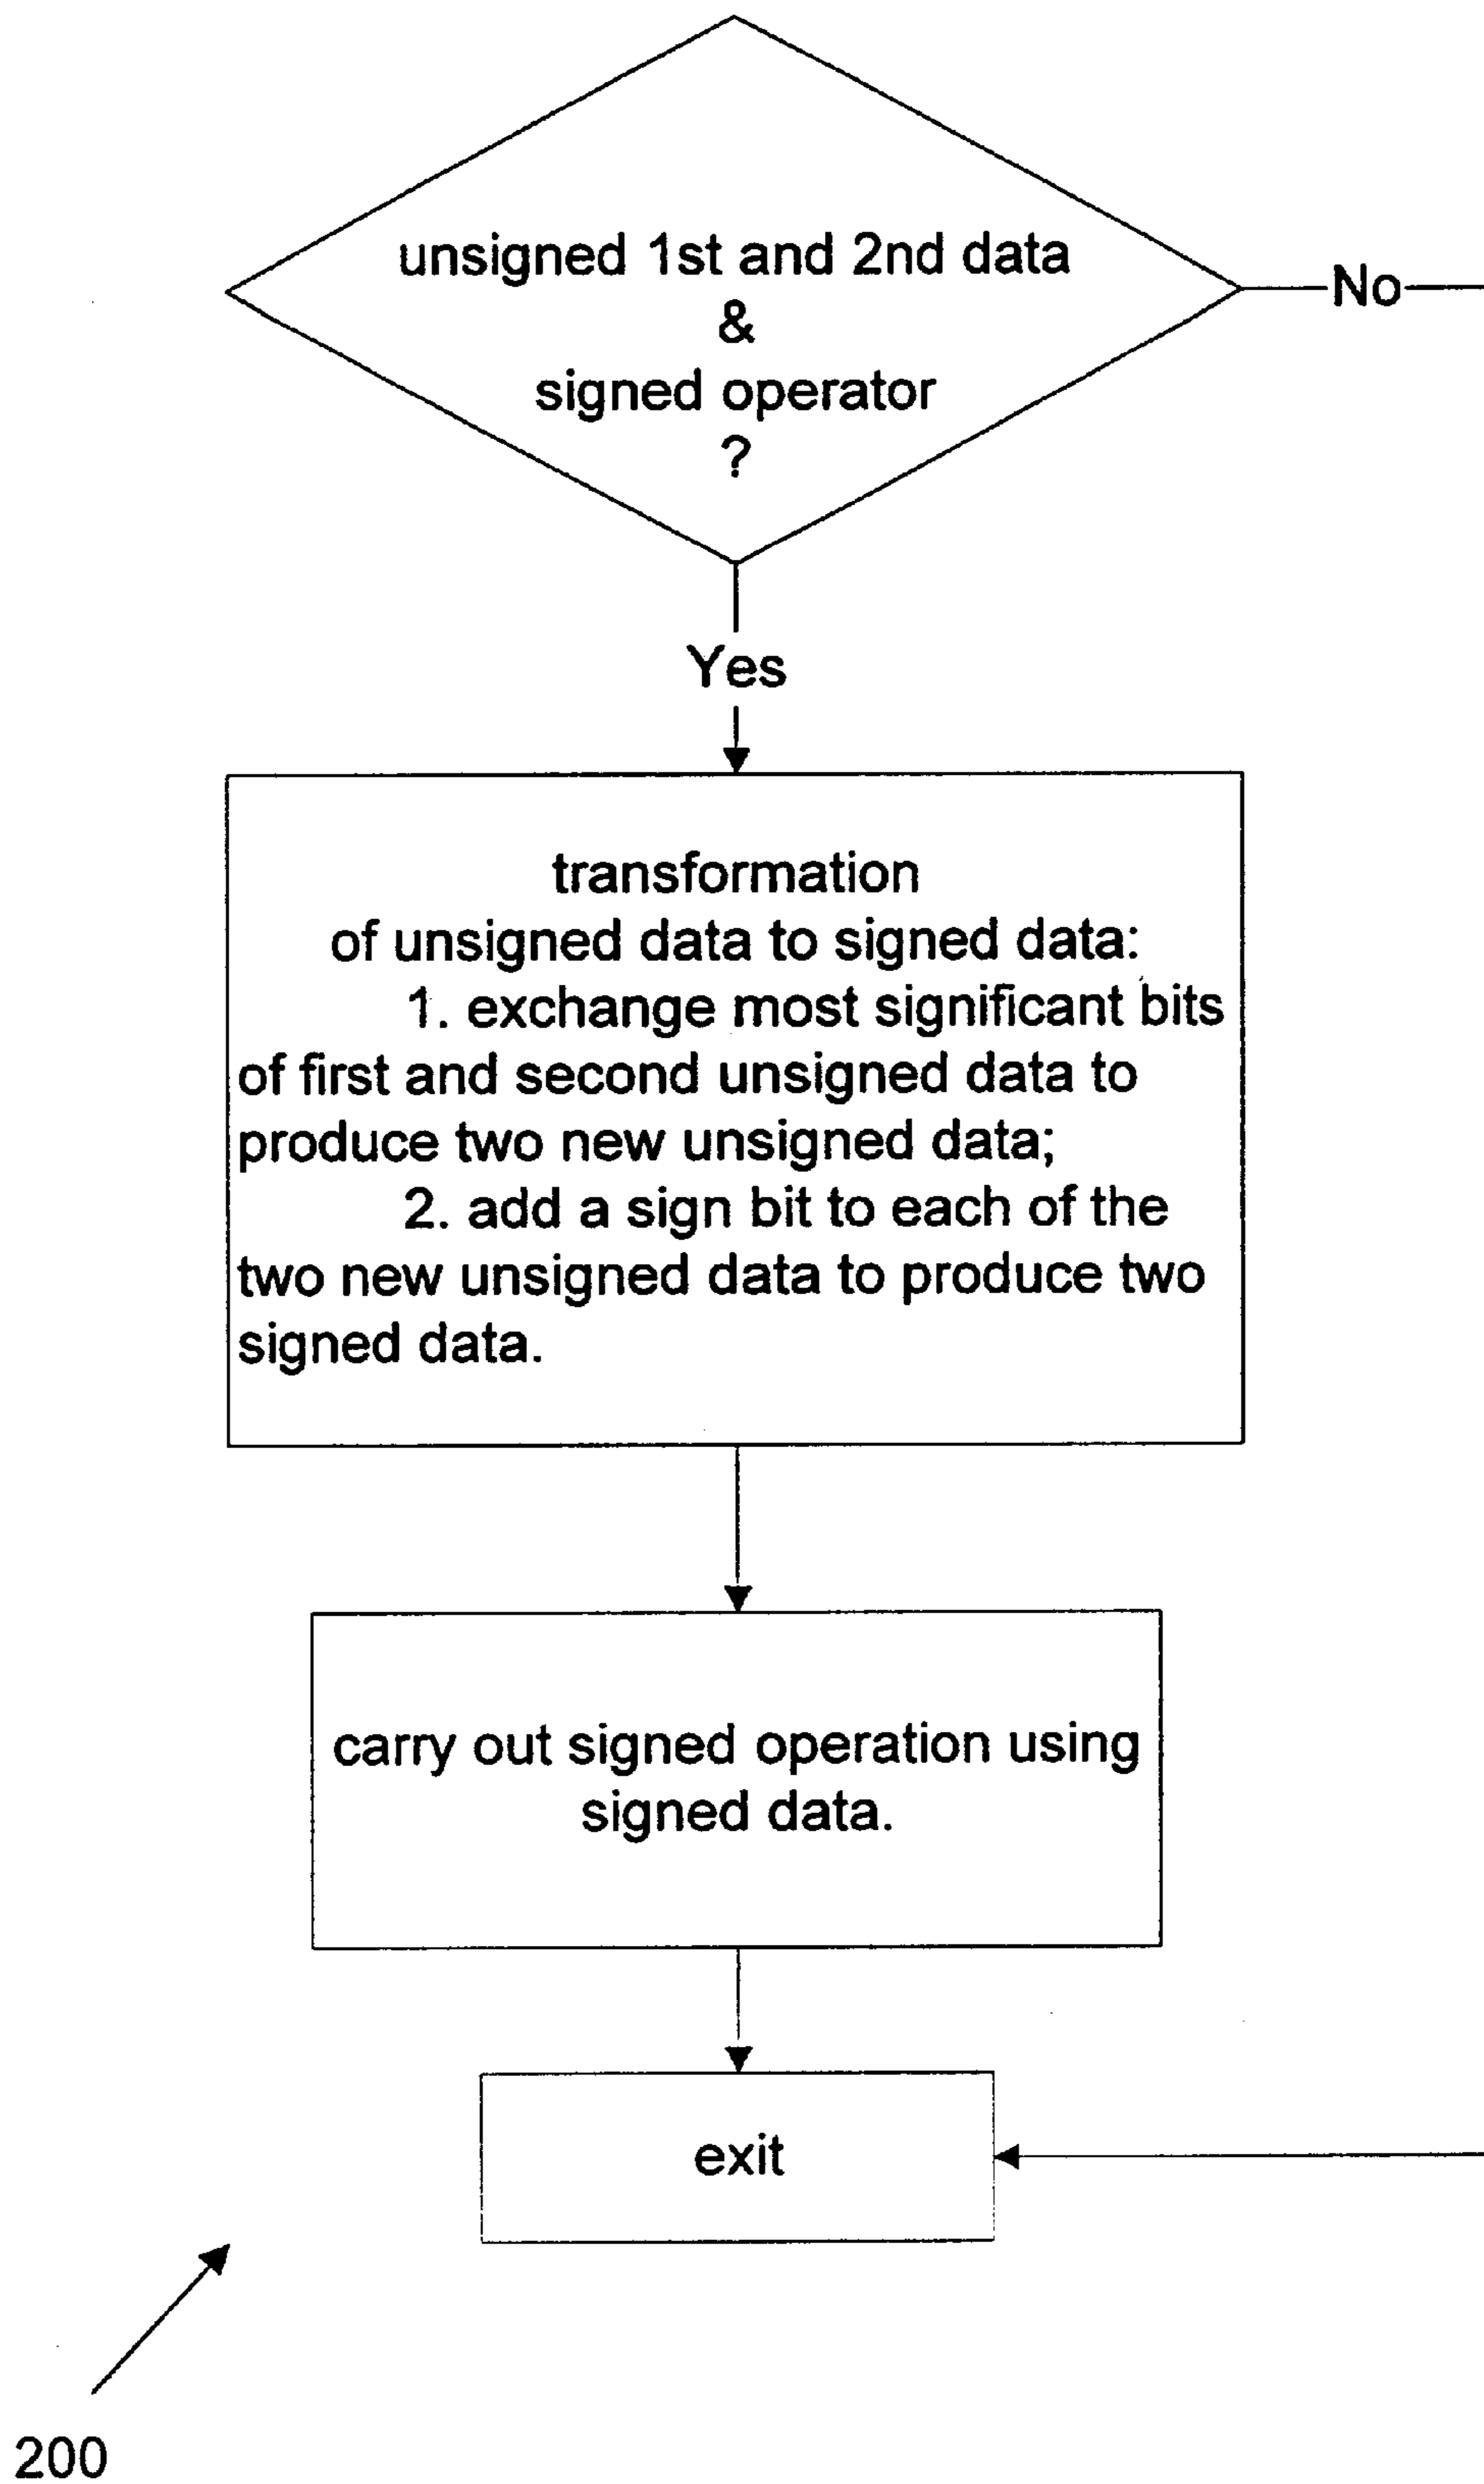 unsigned 1st and 2nd data
&
signed operator
?
No
Yes
transformation
of unsigned data to signed data:
1. exchange most significant bits
of first and second unsigned data to
produce two new unsigned data;
2. add a sign bit to each of the
two new unsigned data to produce two
signed data.
carry out signed operation using
signed data.
exit
200